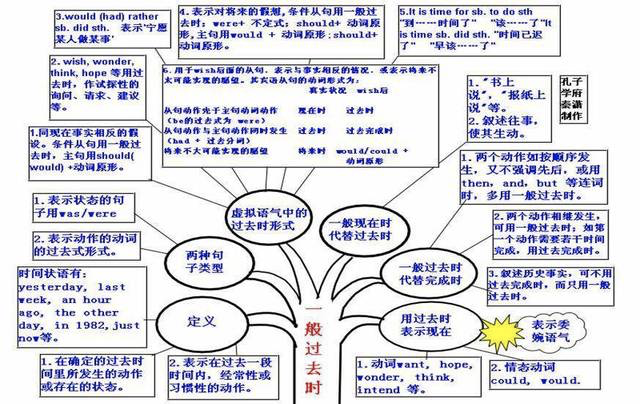 3.would (had) rather
sb. did sth. 表示'宁愿
某人做某事'
4.表示对将来的假想,条件从句用一般过
去时; were+ 不定式; should+ 动词原
形,主句用would + 动词原形;should+
动词原形。
5.It is time for sb. to do sth
"到……时间了" "该……了"It
is time sb. did sth. "时间已迟
了" "早该……了"
2. wish, wonder,
think, hope 等用过
去时，作试探性的
询问、请求、建议
等。
6.用于wish后面的从句，表示与事实相反的情况，或表示将来不
太可能实现的愿望。其宾语从句的动词形式为：
真实状况 wish后
从句动作先于主句动词动作 现在时 过去时
(be的过去式为 were)
从句动作与主句动作同时发生 过去时 过去完成时
(had + 过去分词)
将来不大可能实现的愿望 将来时 would/could +
动词原形
1."书上
说"，"报纸上
说"等。
2. 叙述往事，
使其生动。
孔子
学府
秦潇
制作
1.同现在事实相反的假
设。条件从句用一般过
去时，主句用should(
would) +动词原形。
1.两个动作如按顺序发
生，又不强调先后，或用
then，and，but 等连词
时，多用一般过去时。
1.表示状态的句
子用was/were
虚拟语气中的
过去时形式
一般现在时
代替过去时
2.两个动作相继发生，
可用一般过去时；如第
一个动作需要若干时间
完成，用过去完成时。
2.表示动作的动词
的过去式形式。
两种句
子类型
一般过去时
代替完成时
3.叙述历史事实，可不用
过去完成时，而只用一般
过去时。
时间状语有:
yesterday, last
week, an hour
ago, the other
day, in 1982,just
now等。
定义
一般过去时
用过去时
表示现在
表示委
婉语气
1.在确定的过去时
间里所发生的动作
或存在的状态。
2.表示在过去一段
时间内，经常性或
习惯性的动作。
1.动词want, hope,
wonder, think,
intend 等。
2.情态动词
could, would.